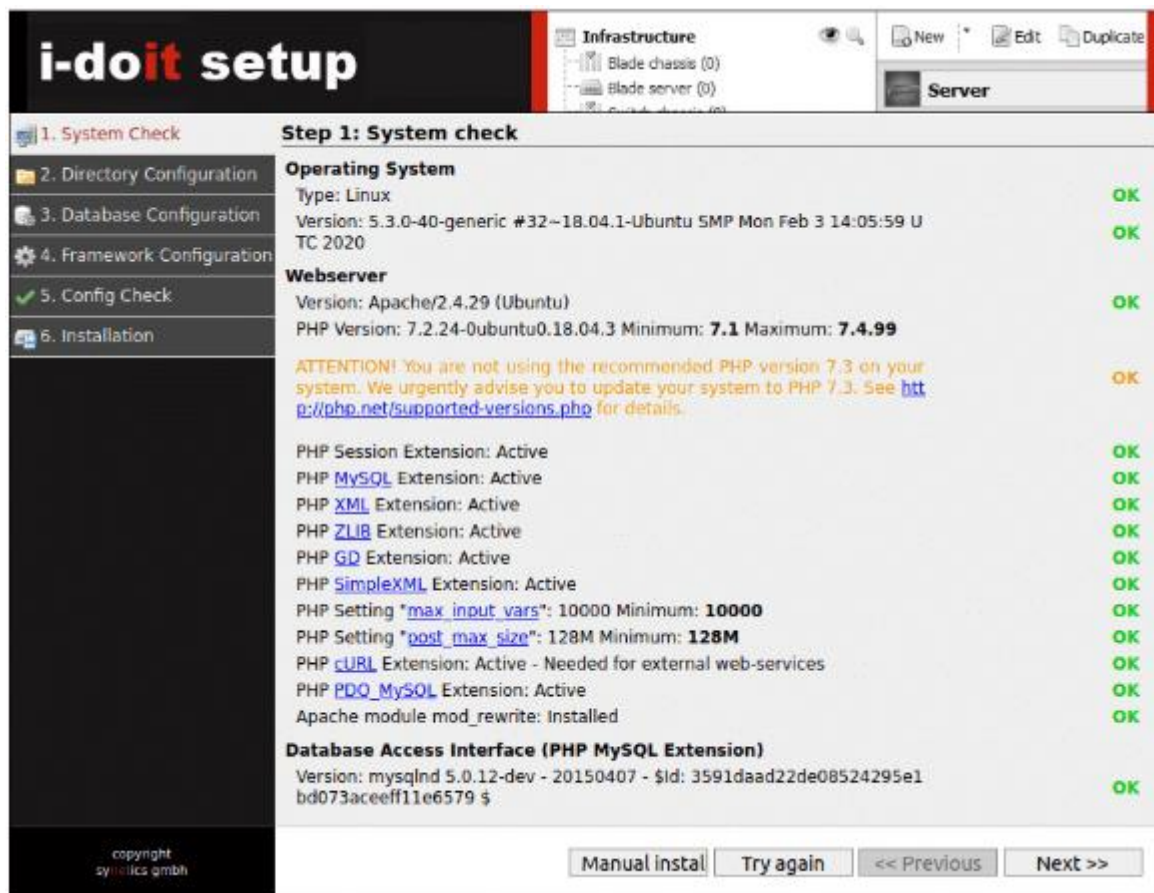 i-doit setup
Infrastructure
Blade chassis (0)
Blade server (0)
New
Edit
Duplicate
Server
1. System Check
2. Directory Configuration
3. Database Configuration
4. Framework Configuration
5. Config Check
6. Installation
Step 1: System check
Operating System
Type: Linux OK
Version: 5.3.0-40-generic #32~18.04.1-Ubuntu SMP Mon Feb 3 14:05:59 U
TC 2020 OK
Webserver
Version: Apache/2.4.29 (Ubuntu) OK
PHP Version: 7.2.24-0ubuntu0.18.04.3 Minimum: 7.1 Maximum: 7.4.99
ATTENTION! You are not using the recommended PHP version 7.3 on your
system. We urgently advise you to update your system to PHP 7.3. See htt OK
p://php.net/supported-versions.php for details.
PHP Session Extension: Active OK
PHP MySQL Extension: Active OK
PHP XML Extension: Active OK
PHP ZLIB Extension: Active OK
PHP GD Extension: Active OK
PHP SimpleXML Extension: Active OK
PHP Setting "max_input_vars": 10000 Minimum: 10000 OK
PHP Setting "post_max_size": 128M Minimum: 128M OK
PHP cURL Extension: Active - Needed for external web-services OK
PHP PDO_MySQL Extension: Active OK
Apache module mod_rewrite: Installed OK
Database Access Interface (PHP MySQL Extension)
Version: mysqlnd 5.0.12-dev - 20150407 - $Id: 3591daad22de08524295e1
bd073aceeff11e6579 $ OK
copyright
synetics gmbh
Manual instal
Try again
<< Previous
Next >>